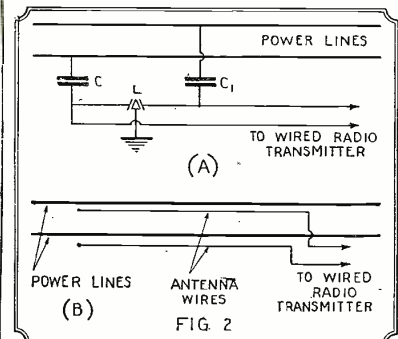 POWER LINES
C
L
C1
TO WIRED RADIO
TRANSMITTER
(A)
POWER LINES
ANTENNA
WIRES
TO WIRED
RADIO
TRANSMITTER
(B)
FIG. 2